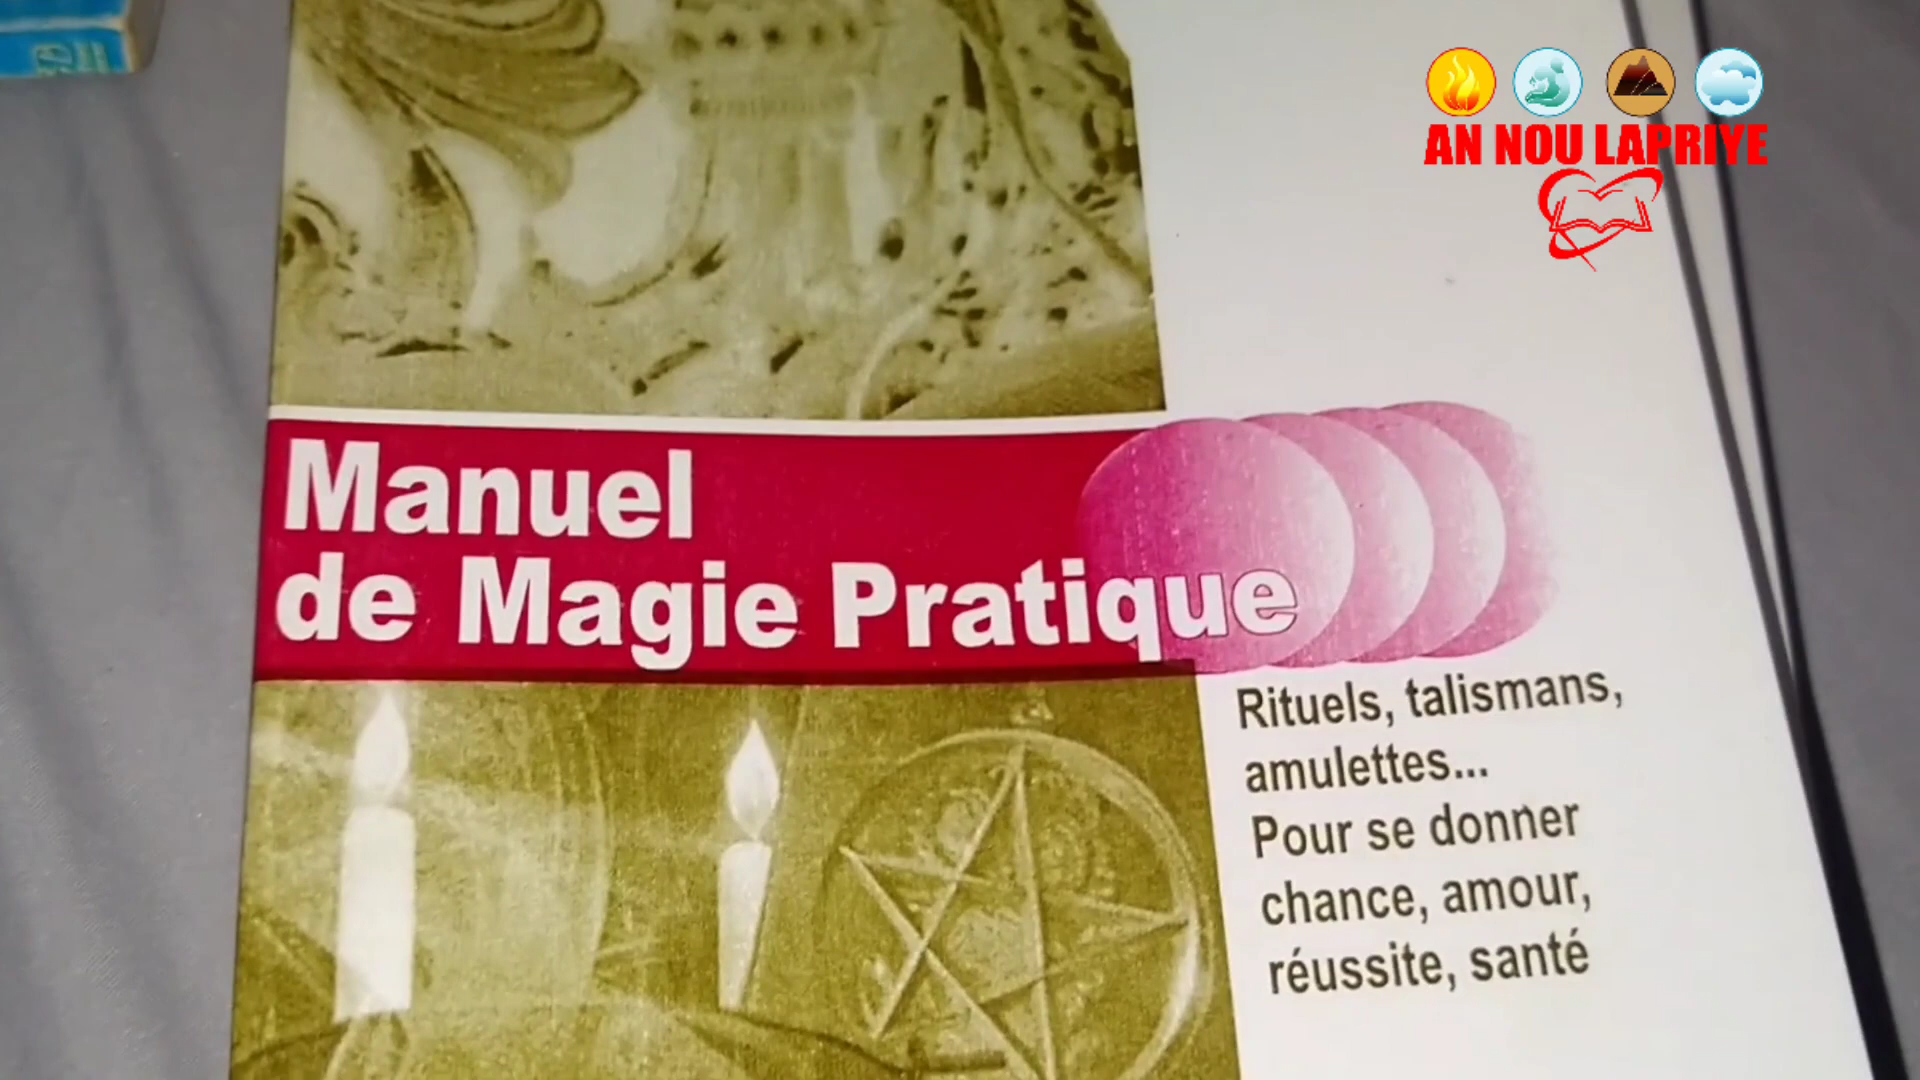 AN NOU LAPRIYE
Manuel
de Magie Pratique
Rituels, talismans,
amulettes...
Pour se donner
chance, amour,
réussite, santé